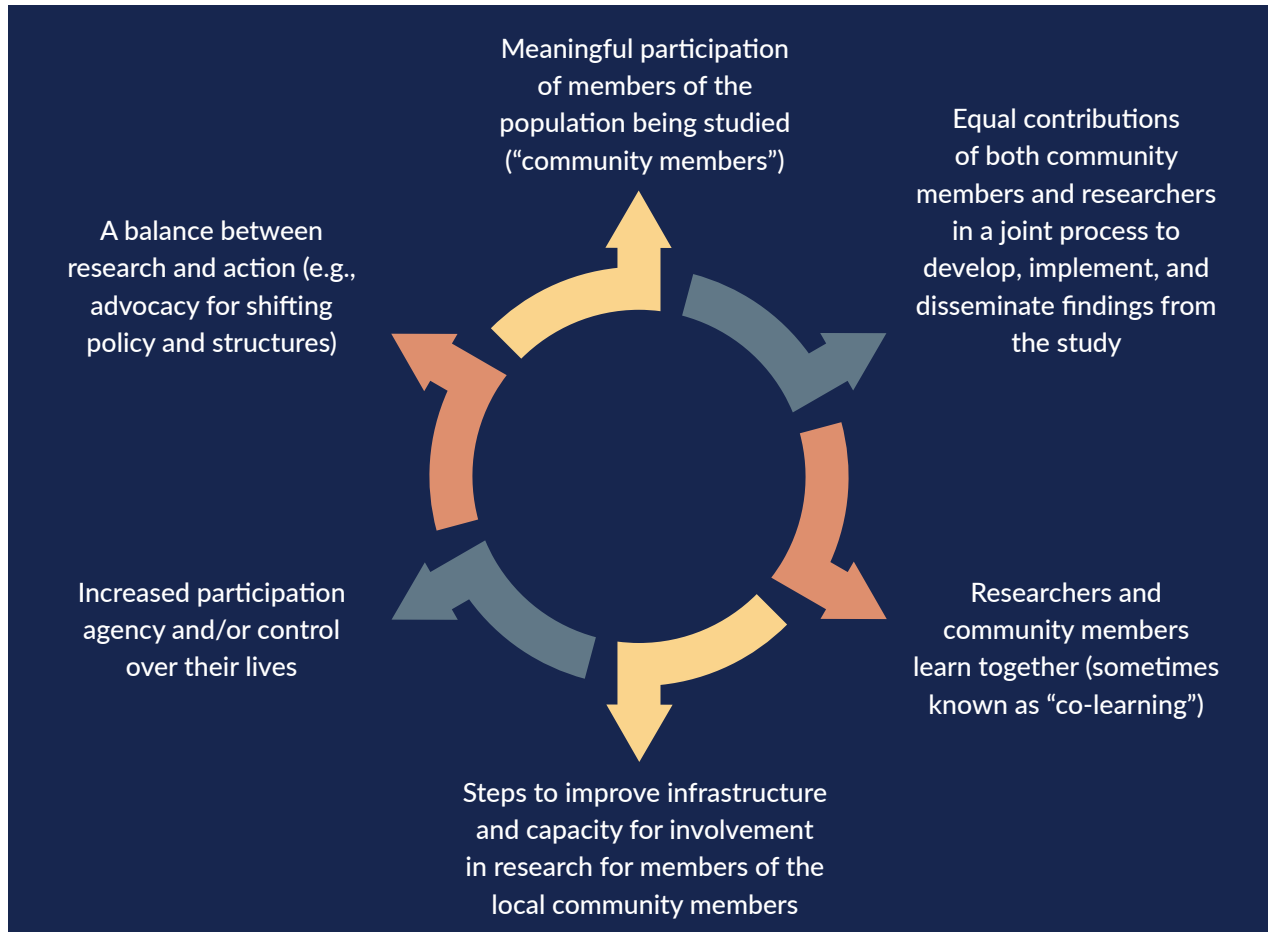 Meaningful participation
of members of the
population being studied
(“community members”)
Equal contributions
of both community
members and researchers
in a joint process to
develop, implement, and
disseminate findings from
the study
Researchers and
community members
learn together (sometimes
known as “co-learning”)
Steps to improve infrastructure
and capacity for involvement
in research for members of the
local community members
Increased participation
agency and/or control
over their lives
A balance between
research and action (e.g.,
advocacy for shifting
policy and structures)